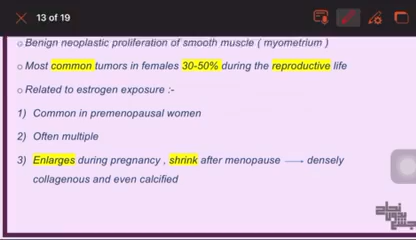 13 of 19
o Benign neoplastic proliferation of smooth muscle ( myometrium )
o Most common tumors in females 30-50% during the reproductive life
o Related to estrogen exposure :-
1) Common in premenopausal women
2) Often multiple
3) Enlarges during pregnancy , shrink after menopause → densely
collagenous and even calcified